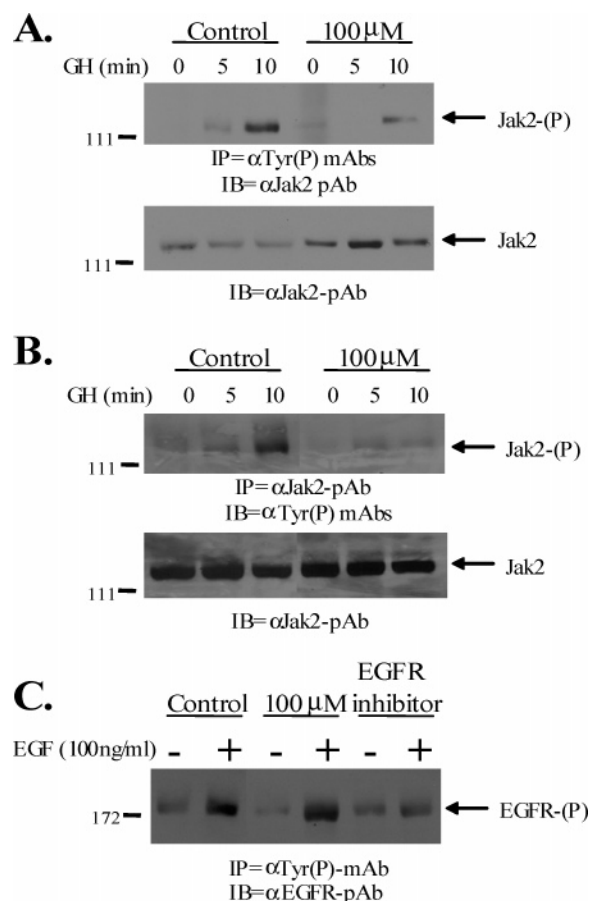 A.
Control 100μM
GH (min) 0 5 10 0 5 10
Jak2-(P)
111
IP=αTyr(P) mAbs
IB=αJak2 pAb
Jak2
111
IB=αJak2-pAb
B.
Control 100μM
GH (min) 0 5 10 0 5 10
Jak2-(P)
111
IP=αJak2-pAb
IB=αTyr(P) mAbs
Jak2
111
IB=αJak2-pAb
C.
EGFR
Control 100μM inhibitor
EGF (100ng/ml) - + - + - +
172
EGFR-(P)
IP=αTyr(P)-mAb
IB=αEGFR-pAb